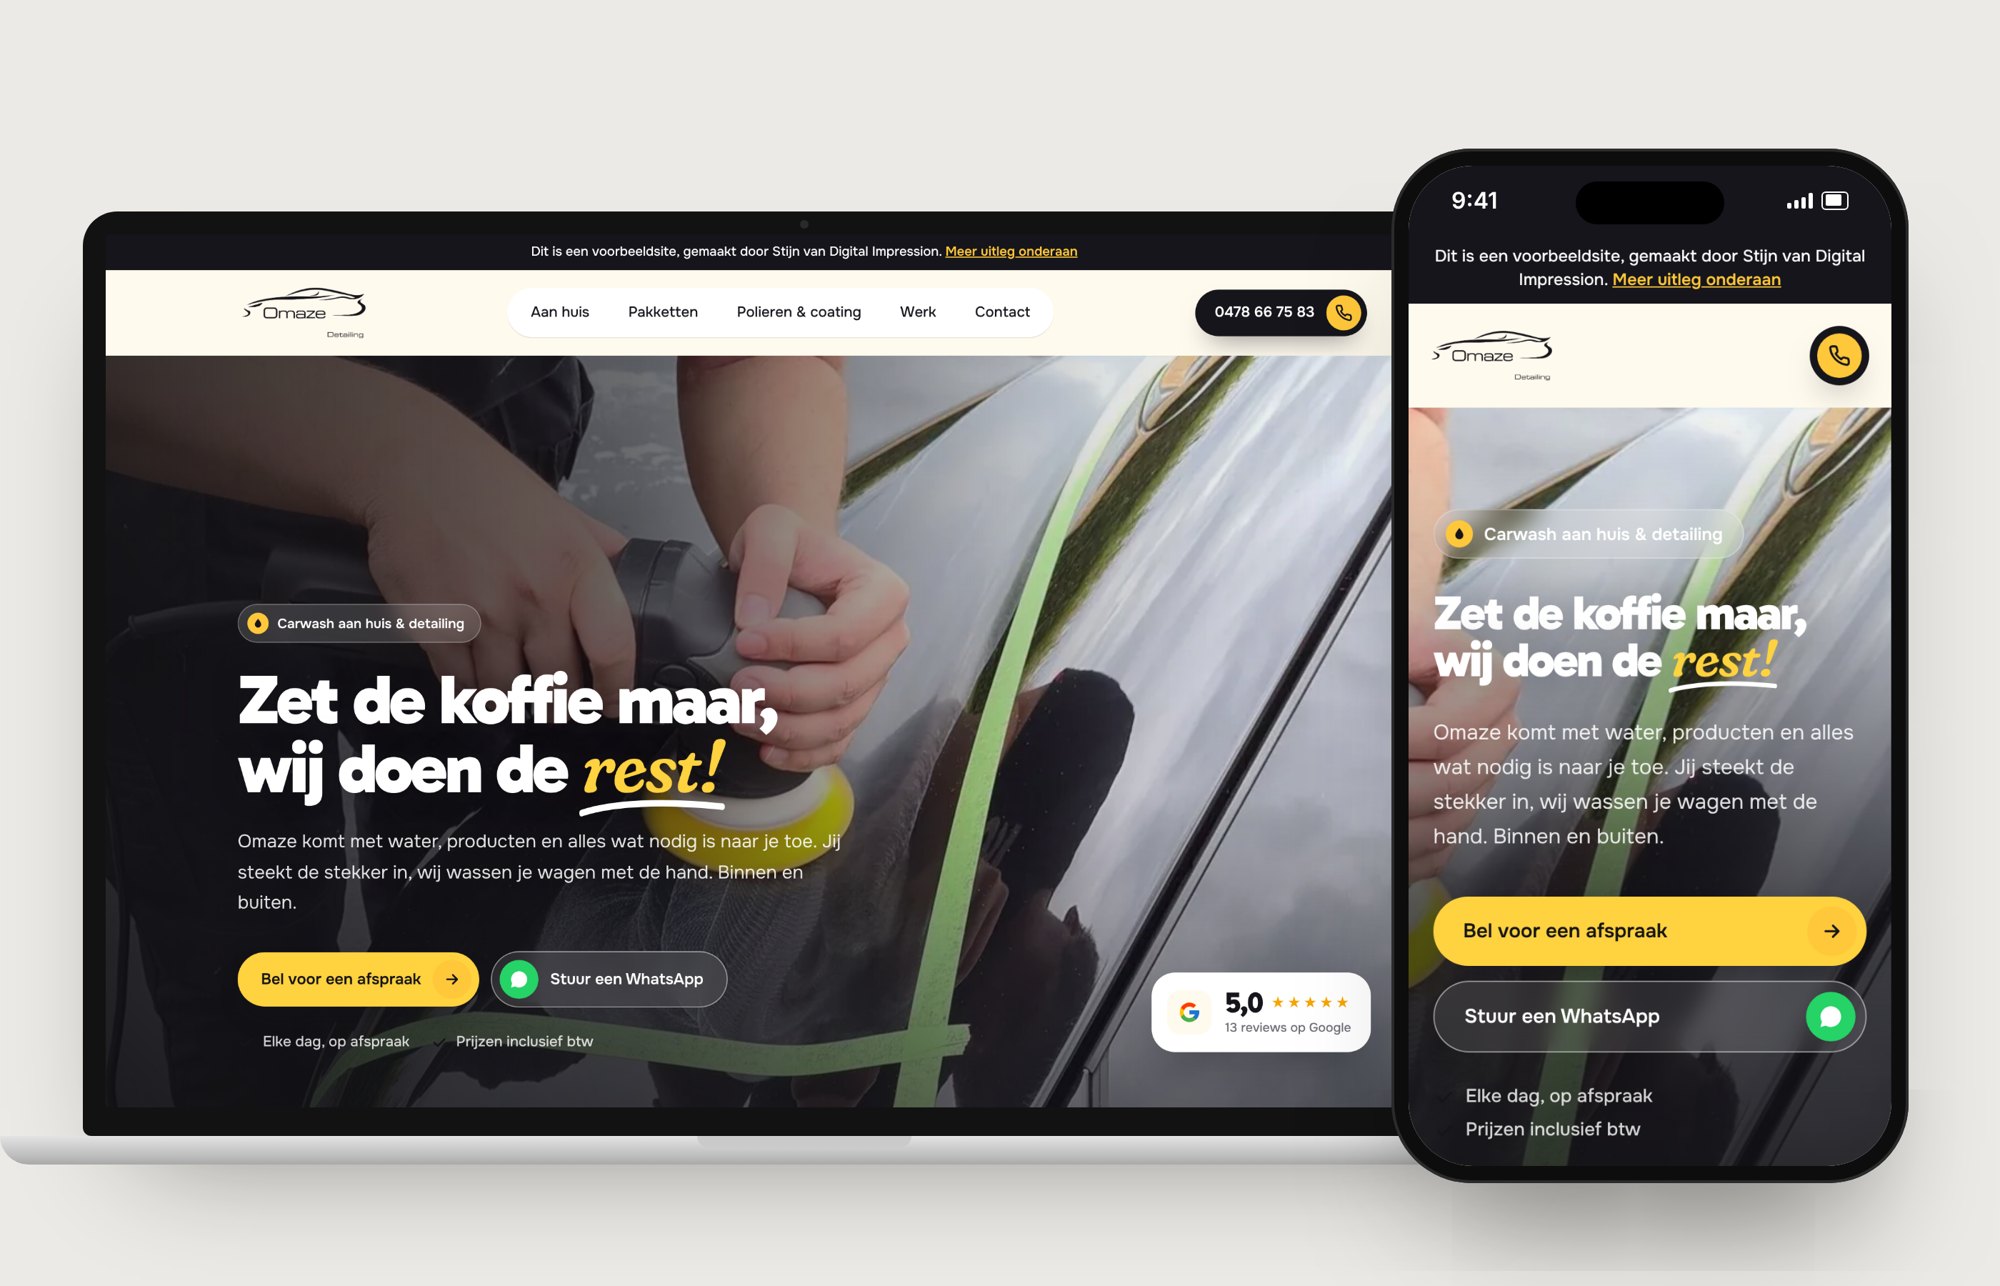 Dit is een voorbeeldsite, gemaakt door Stijn van Digital Impression. Meer uitleg onderaan
Omaze
Detailing
Aan huis
Pakketten
Polieren & coating
Werk
Contact
0478 66 75 83
Carwash aan huis & detailing
Zet de koffie maar,
wij doen de rest!
Omaze komt met water, producten en alles wat nodig is naar je toe. Jij
steekt de stekker in, wij wassen je wagen met de hand. Binnen en
buiten.
Bel voor een afspraak
Stuur een WhatsApp
Elke dag, op afspraak
Prijzen inclusief btw
5,0
13 reviews op Google
9:41
Dit is een voorbeeldsite, gemaakt door Stijn van Digital
Impression. Meer uitleg onderaan
Omaze
Detailing
Carwash aan huis & detailing
Zet de koffie maar,
wij doen de rest!
Omaze komt met water, producten en alles
wat nodig is naar je toe. Jij steekt de
stekker in, wij wassen je wagen met de
hand. Binnen en buiten.
Bel voor een afspraak
Stuur een WhatsApp
Elke dag, op afspraak
Prijzen inclusief btw